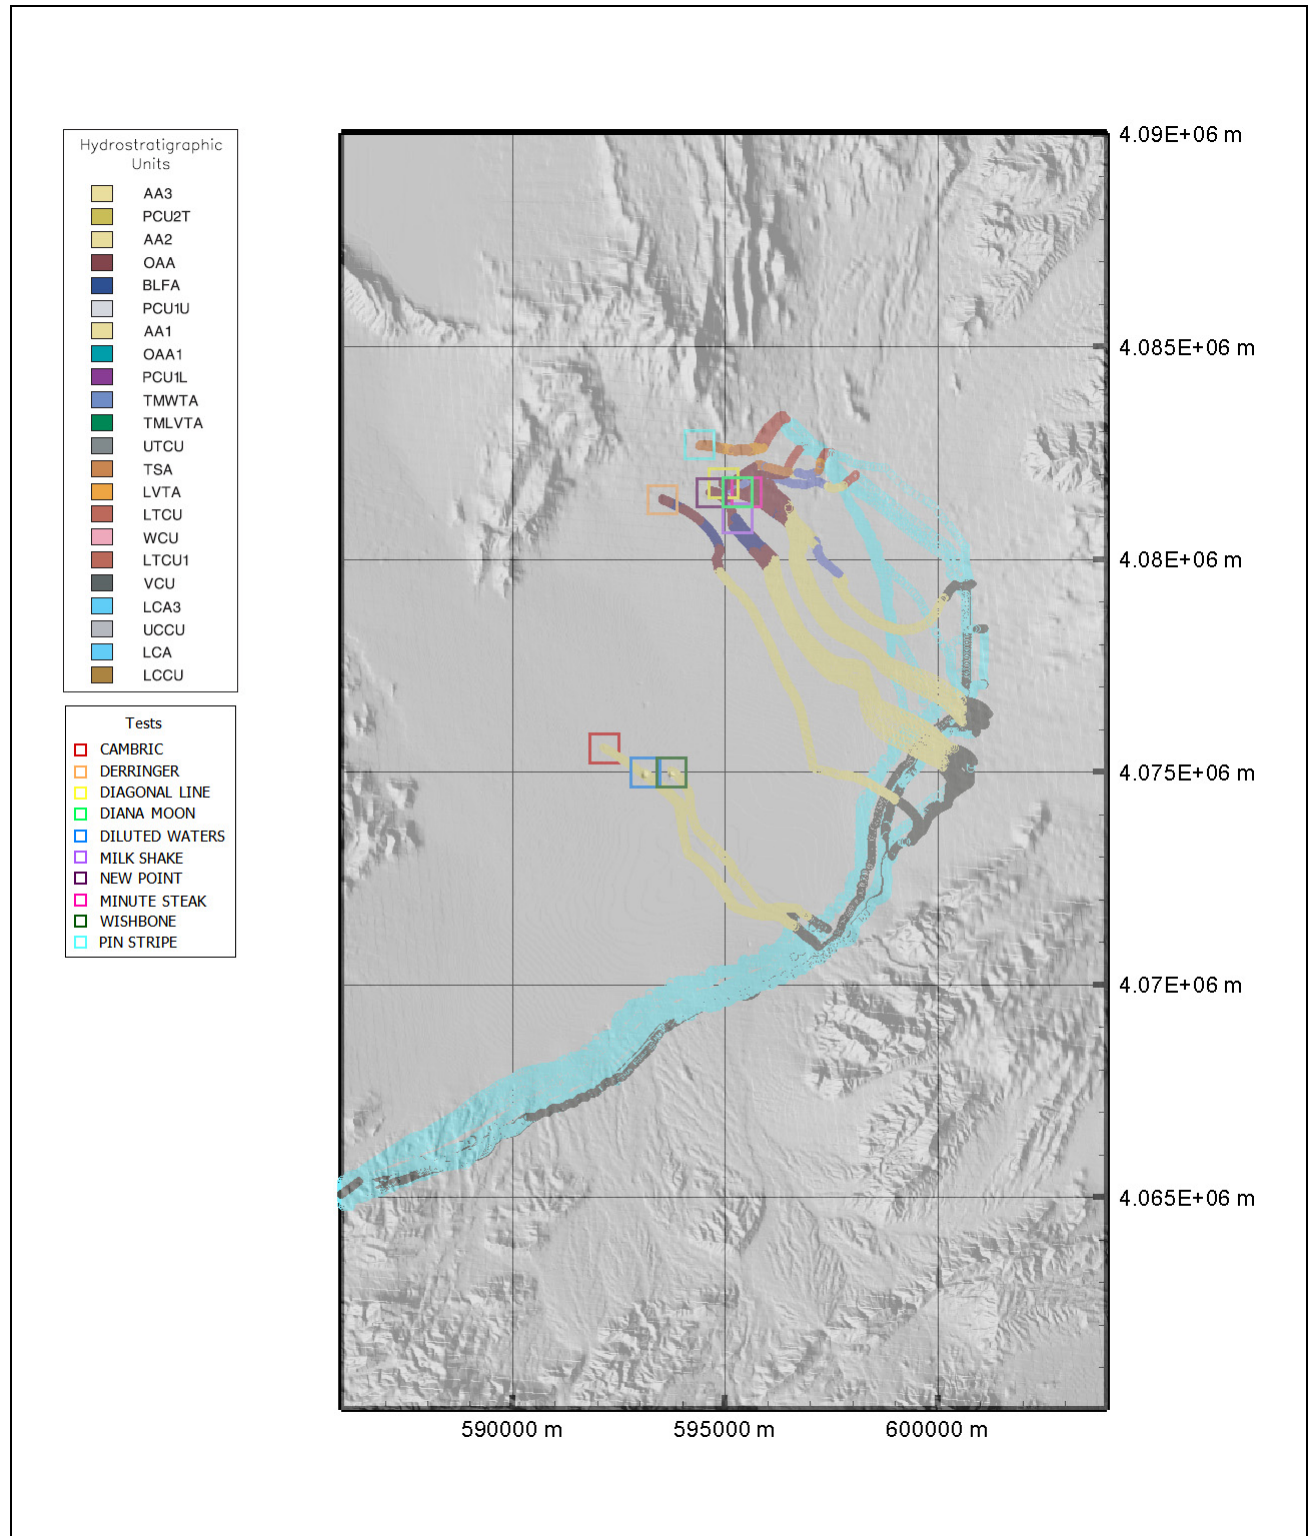 Hydrostratigraphic
Units
AA3
PCU2T
AA2
OAA
BLFA
PCU1U
AA1
OAA1
PCU1L
TMWTA
TMLVTA
UTCU
TSA
LVTA
LTCU
WCU
LTCU1
VCU
LCA3
UCCU
LCA
LCCU
Tests
CAMBRIC
DERRINGER
DIAGONAL LINE
DIANA MOON
DILUTED WATERS
MILK SHAKE
NEW POINT
MINUTE STEAK
WISHBONE
PIN STRIPE
4.09E+06 m
4.085E+06 m
4.08E+06 m
4.075E+06 m
4.07E+06 m
4.065E+06 m
590000 m
595000 m
600000 m